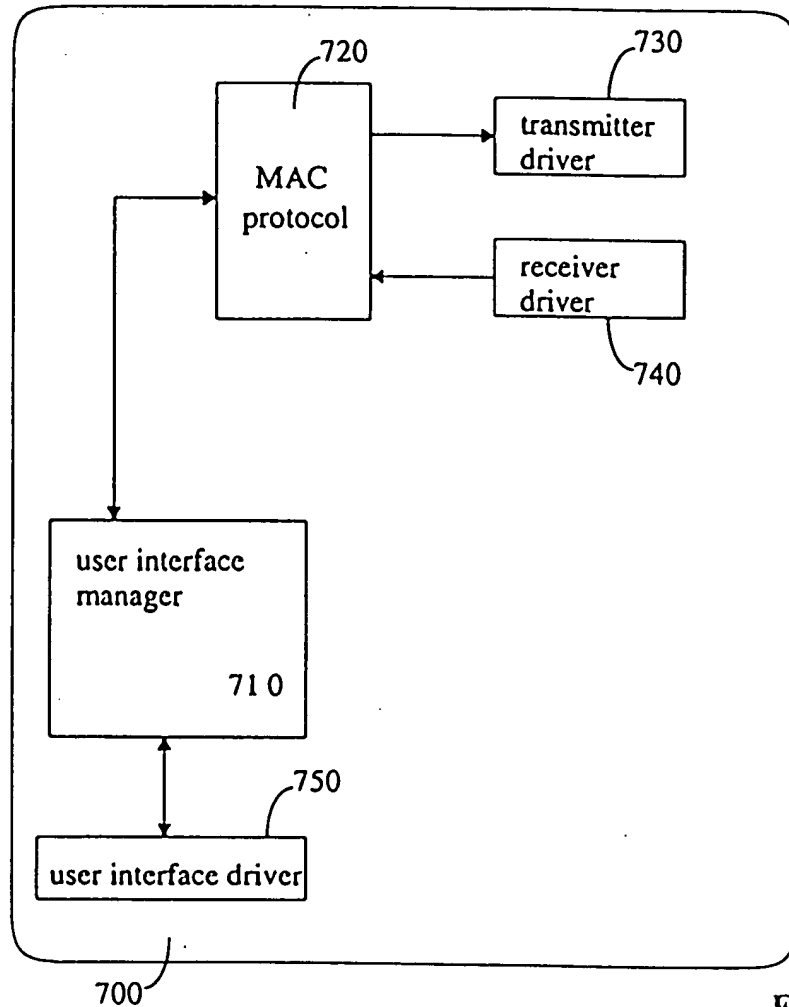 720
730
MAC
protocol
transmitter
driver
receiver
driver
740
user interface
manager
71 0
750
user interface driver
700